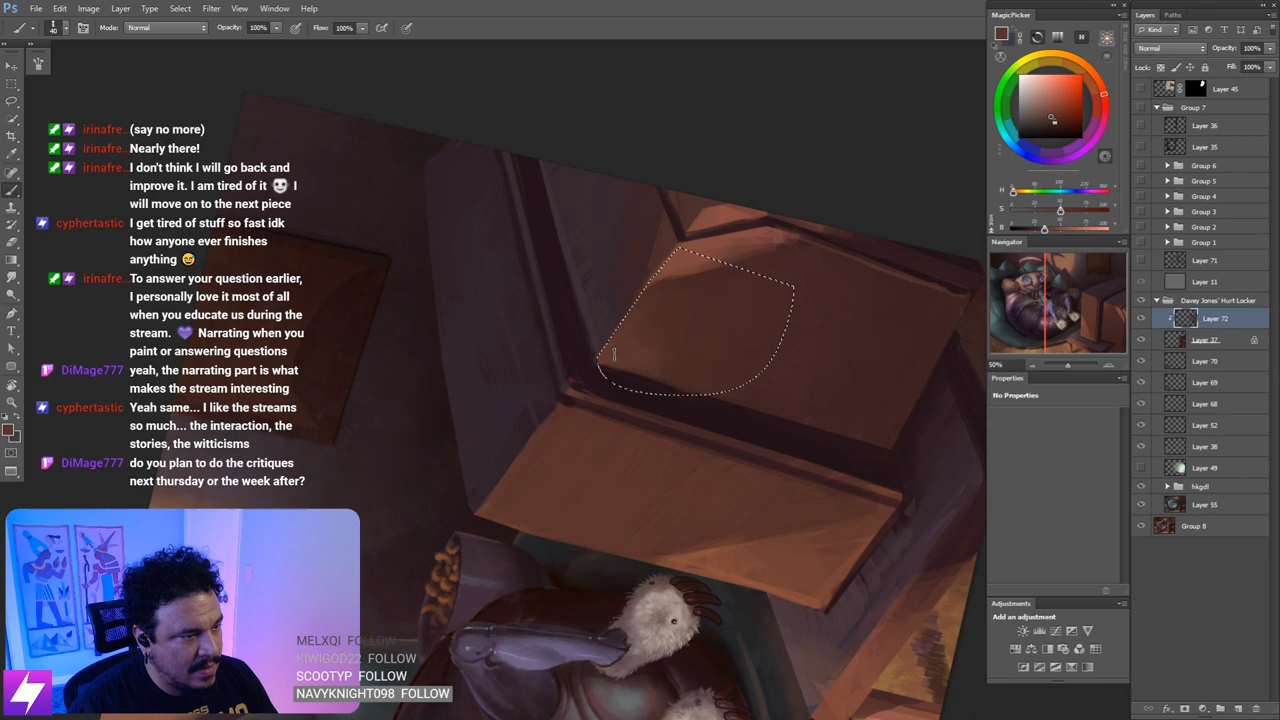 Ps File Edit Image Layer Type Select Filter 3D View Window Help
40 Mode: Normal Opacity: 100% Flow: 100%
irinafre... (say no more)
irinafre... Nearly there!
irinafre... I don't think I will go back and
improve it. I am tired of it I
will move on to the next piece
cyphertastic I get tired of stuff so fast idk
how anyone ever finishes
anything
irinafre... To answer your question earlier,
I personally love it most of all
when you educate us during the
stream. Narrating when you
paint or answering questions
DiMage777 yeah, the narrating part is what
makes the stream interesting
cyphertastic Yeah same... I like the streams
so much... the interaction, the
stories, the witticisms
DiMage777 do you plan to do the critiques
next thursday or the week after?
MELXQI FOLLOW
KIWIGOD22 FOLLOW
SCOOTYP FOLLOW
NAVYKNIGHT098 FOLLOW
MagicPicker
H
H
S
B
Navigator
50%
Properties
No Properties
Adjustments
Add an adjustment
Layers Paths
Kind
Normal Opacity: 100%
Lock: Fill: 100%
Layer 45
Group 7
Layer 36
Layer 35
Group 6
Group 5
Group 4
Group 3
Group 2
Group 1
Layer 71
Layer 11
Davey Jones' Hurt Locker
Layer 72
Layer 37
Layer 70
Layer 69
Layer 68
Layer 52
Layer 38
Layer 49
hkgdl
Layer 55
Group 8